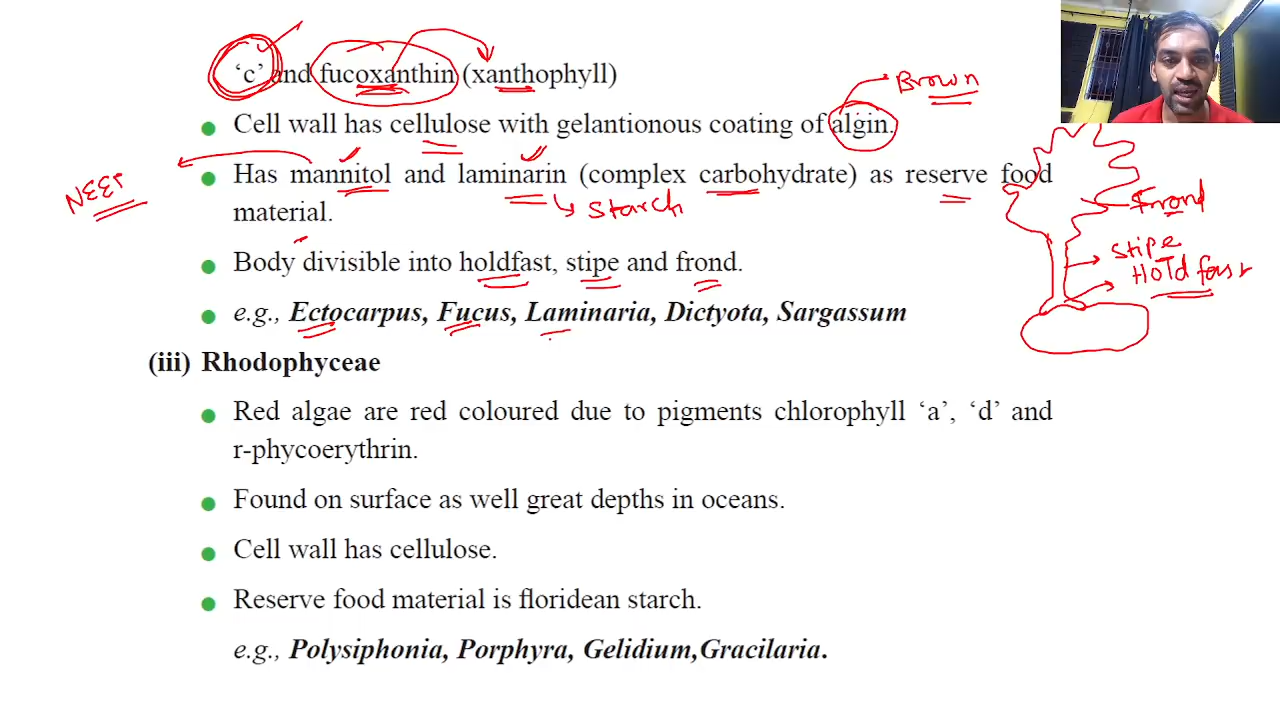 'c' and fucoxanthin (xanthophyll)
Brown
Cell wall has cellulose with gelantionous coating of algin.
Has mannitol and laminarin (complex carbohydrate) as reserve food
NEET
Starch
Frond
material.
Stipe
Body divisible into holdfast, stipe and frond.
Hold fast
e.g., Ectocarpus, Fucus, Laminaria, Dictyota, Sargassum
(iii) Rhodophyceae
Red algae are red coloured due to pigments chlorophyll 'a', 'd' and
r-phycoerythrin.
Found on surface as well great depths in oceans.
Cell wall has cellulose.
Reserve food material is floridean starch.
e.g., Polysiphonia, Porphyra, Gelidium,Gracilaria.